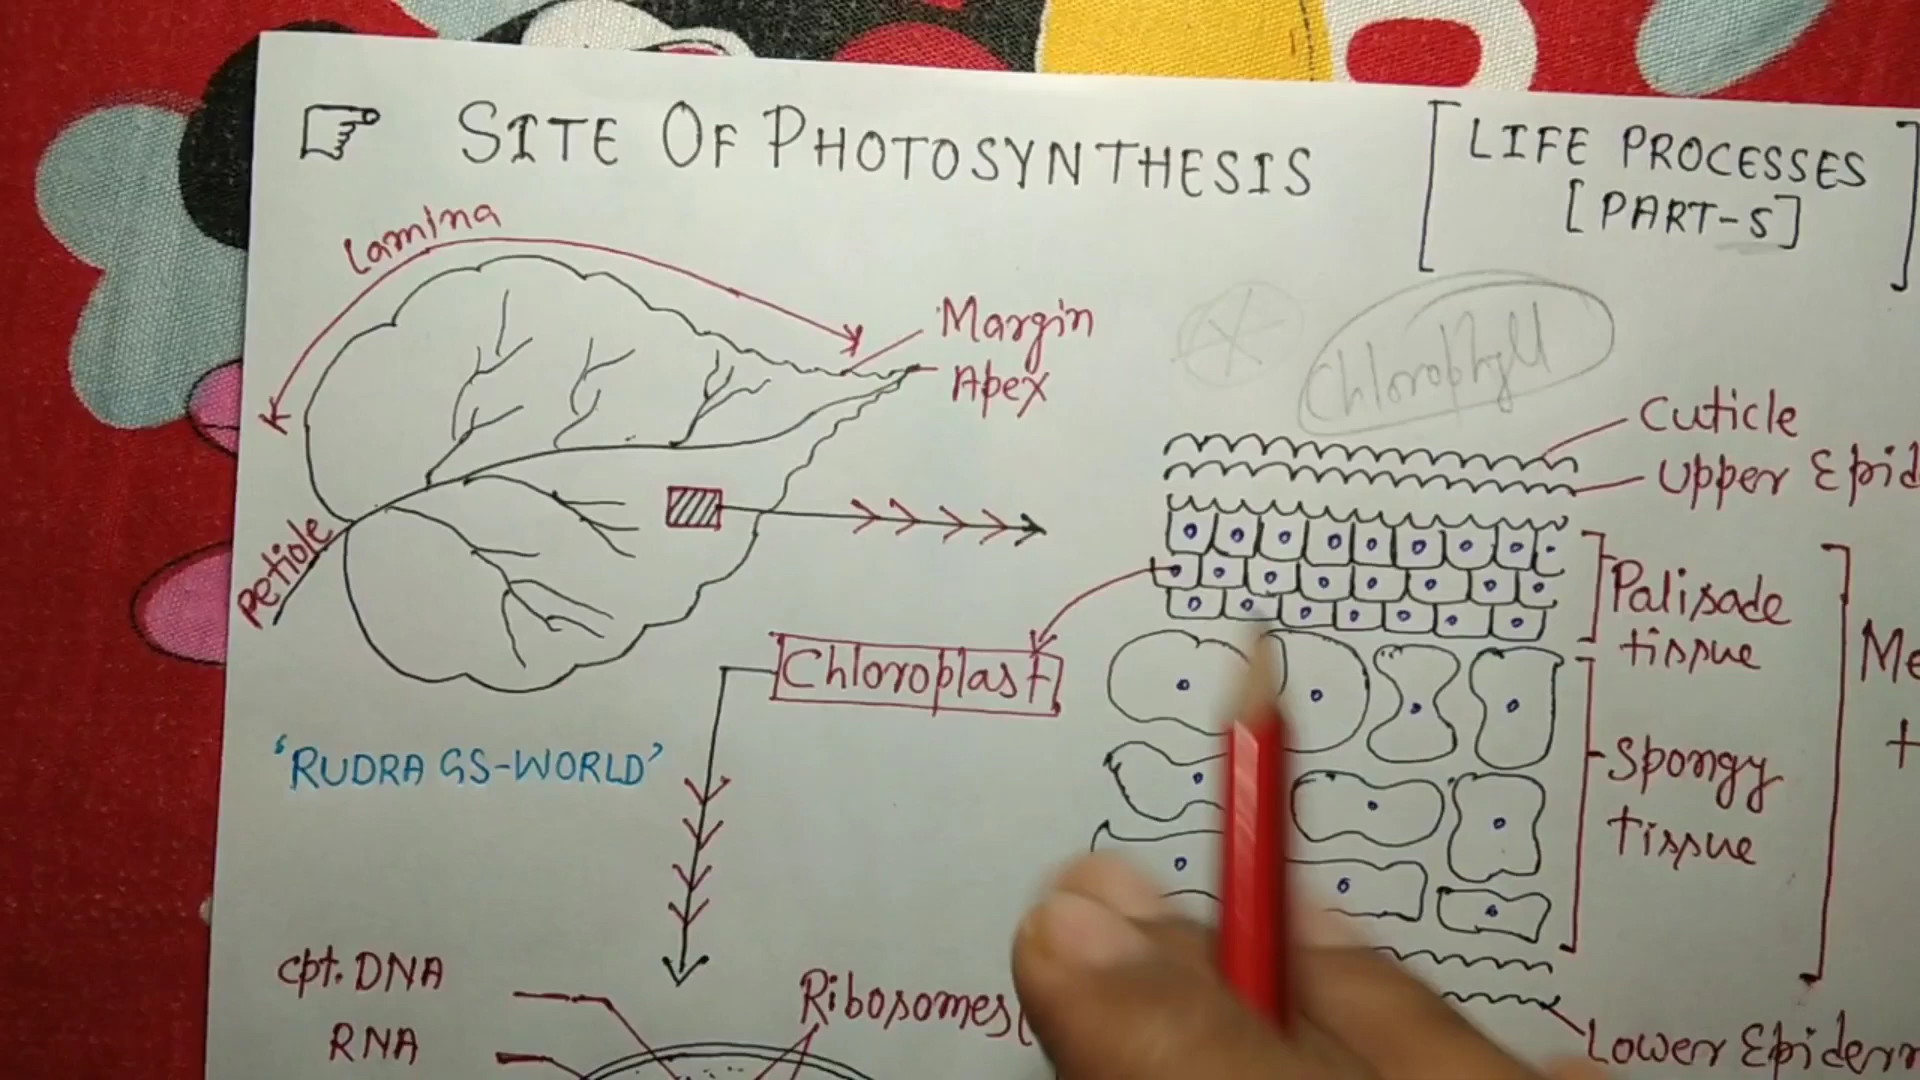 SITE OF PHOTOSYNTHESIS
[LIFE PROCESSES
[PART-5]]
Lamina
Margin
Apex
Chlorophyll
Cuticle
Upper Epid
Petiole
Palisade
tissue
Chloroplast
Me
+
'RUDRA GS-WORLD'
Spongy
Tissue
cpt. DNA
RNA
Ribosomes(
Lower Epiderm